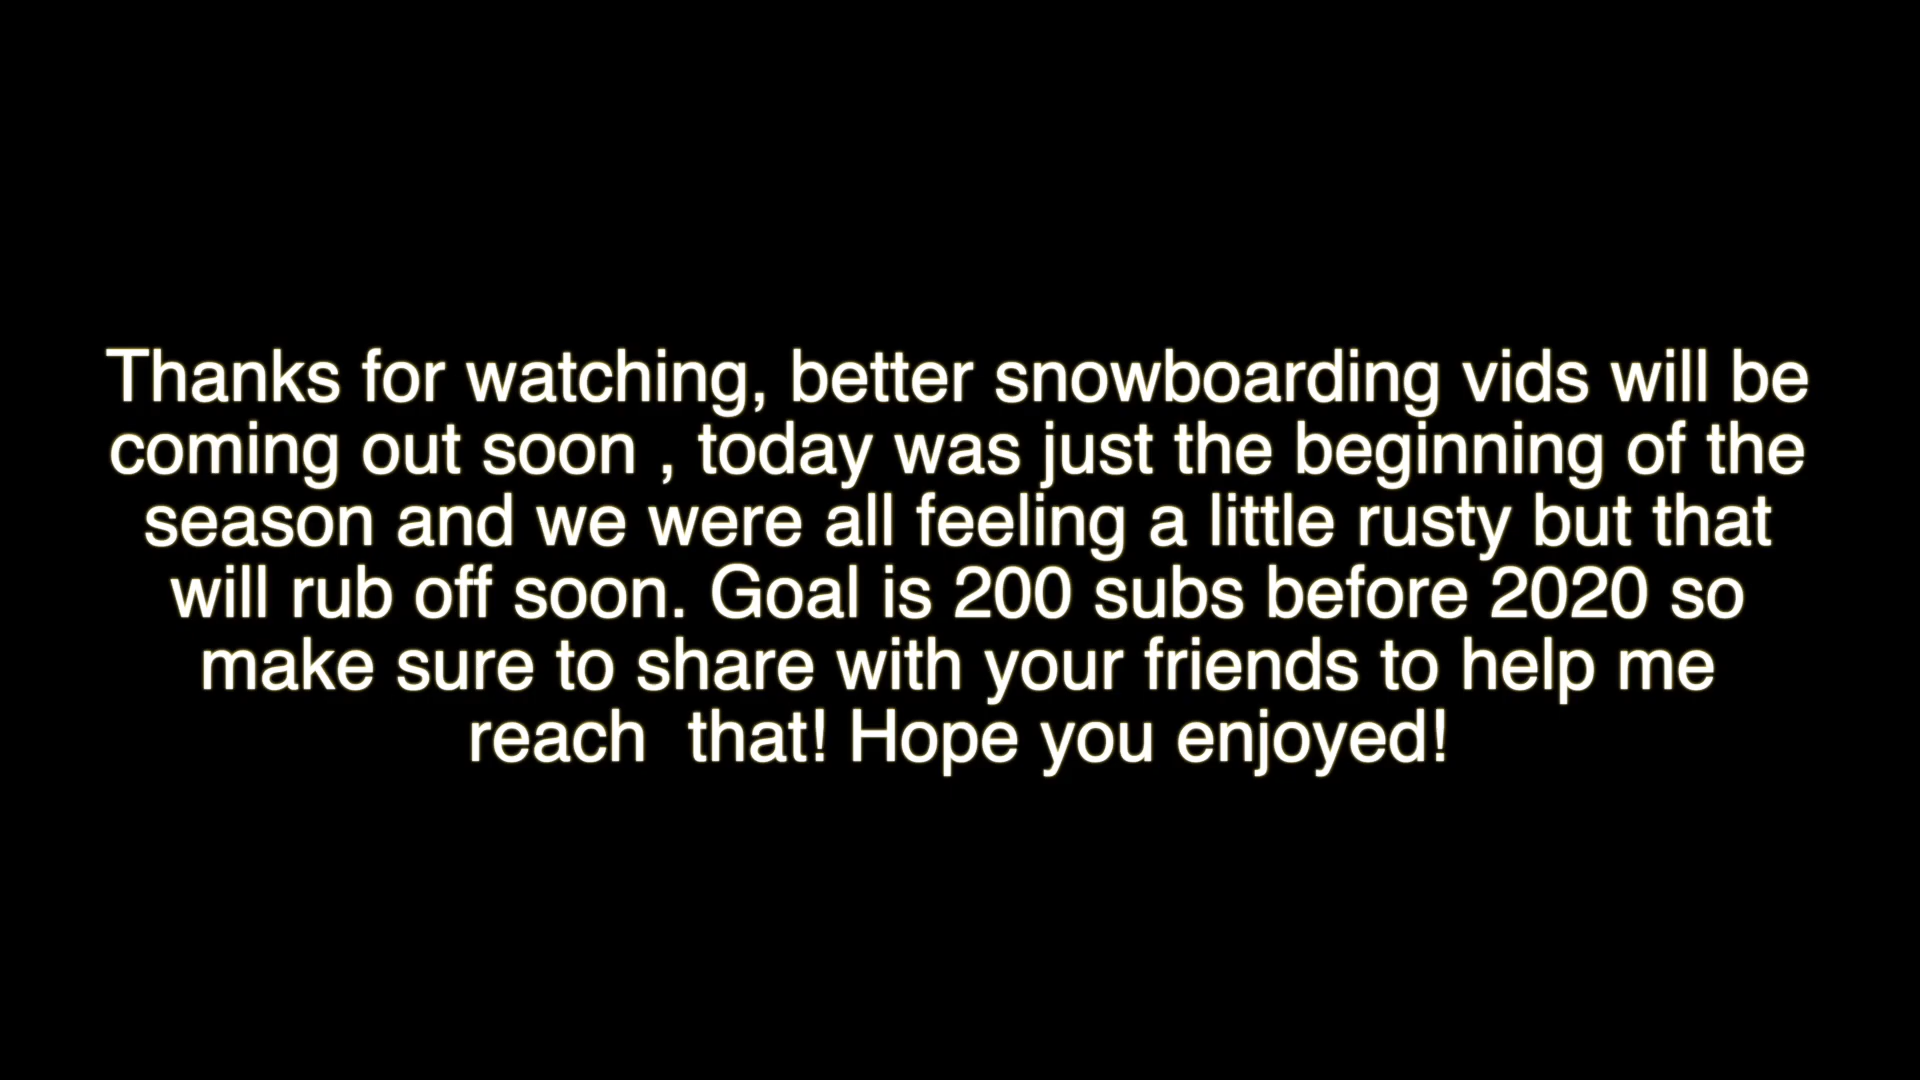 Thanks for watching, better snowboarding vids will be
coming out soon , today was just the beginning of the
season and we were all feeling a little rusty but that
will rub off soon. Goal is 200 subs before 2020 so
make sure to share with your friends to help me
reach  that! Hope you enjoyed!